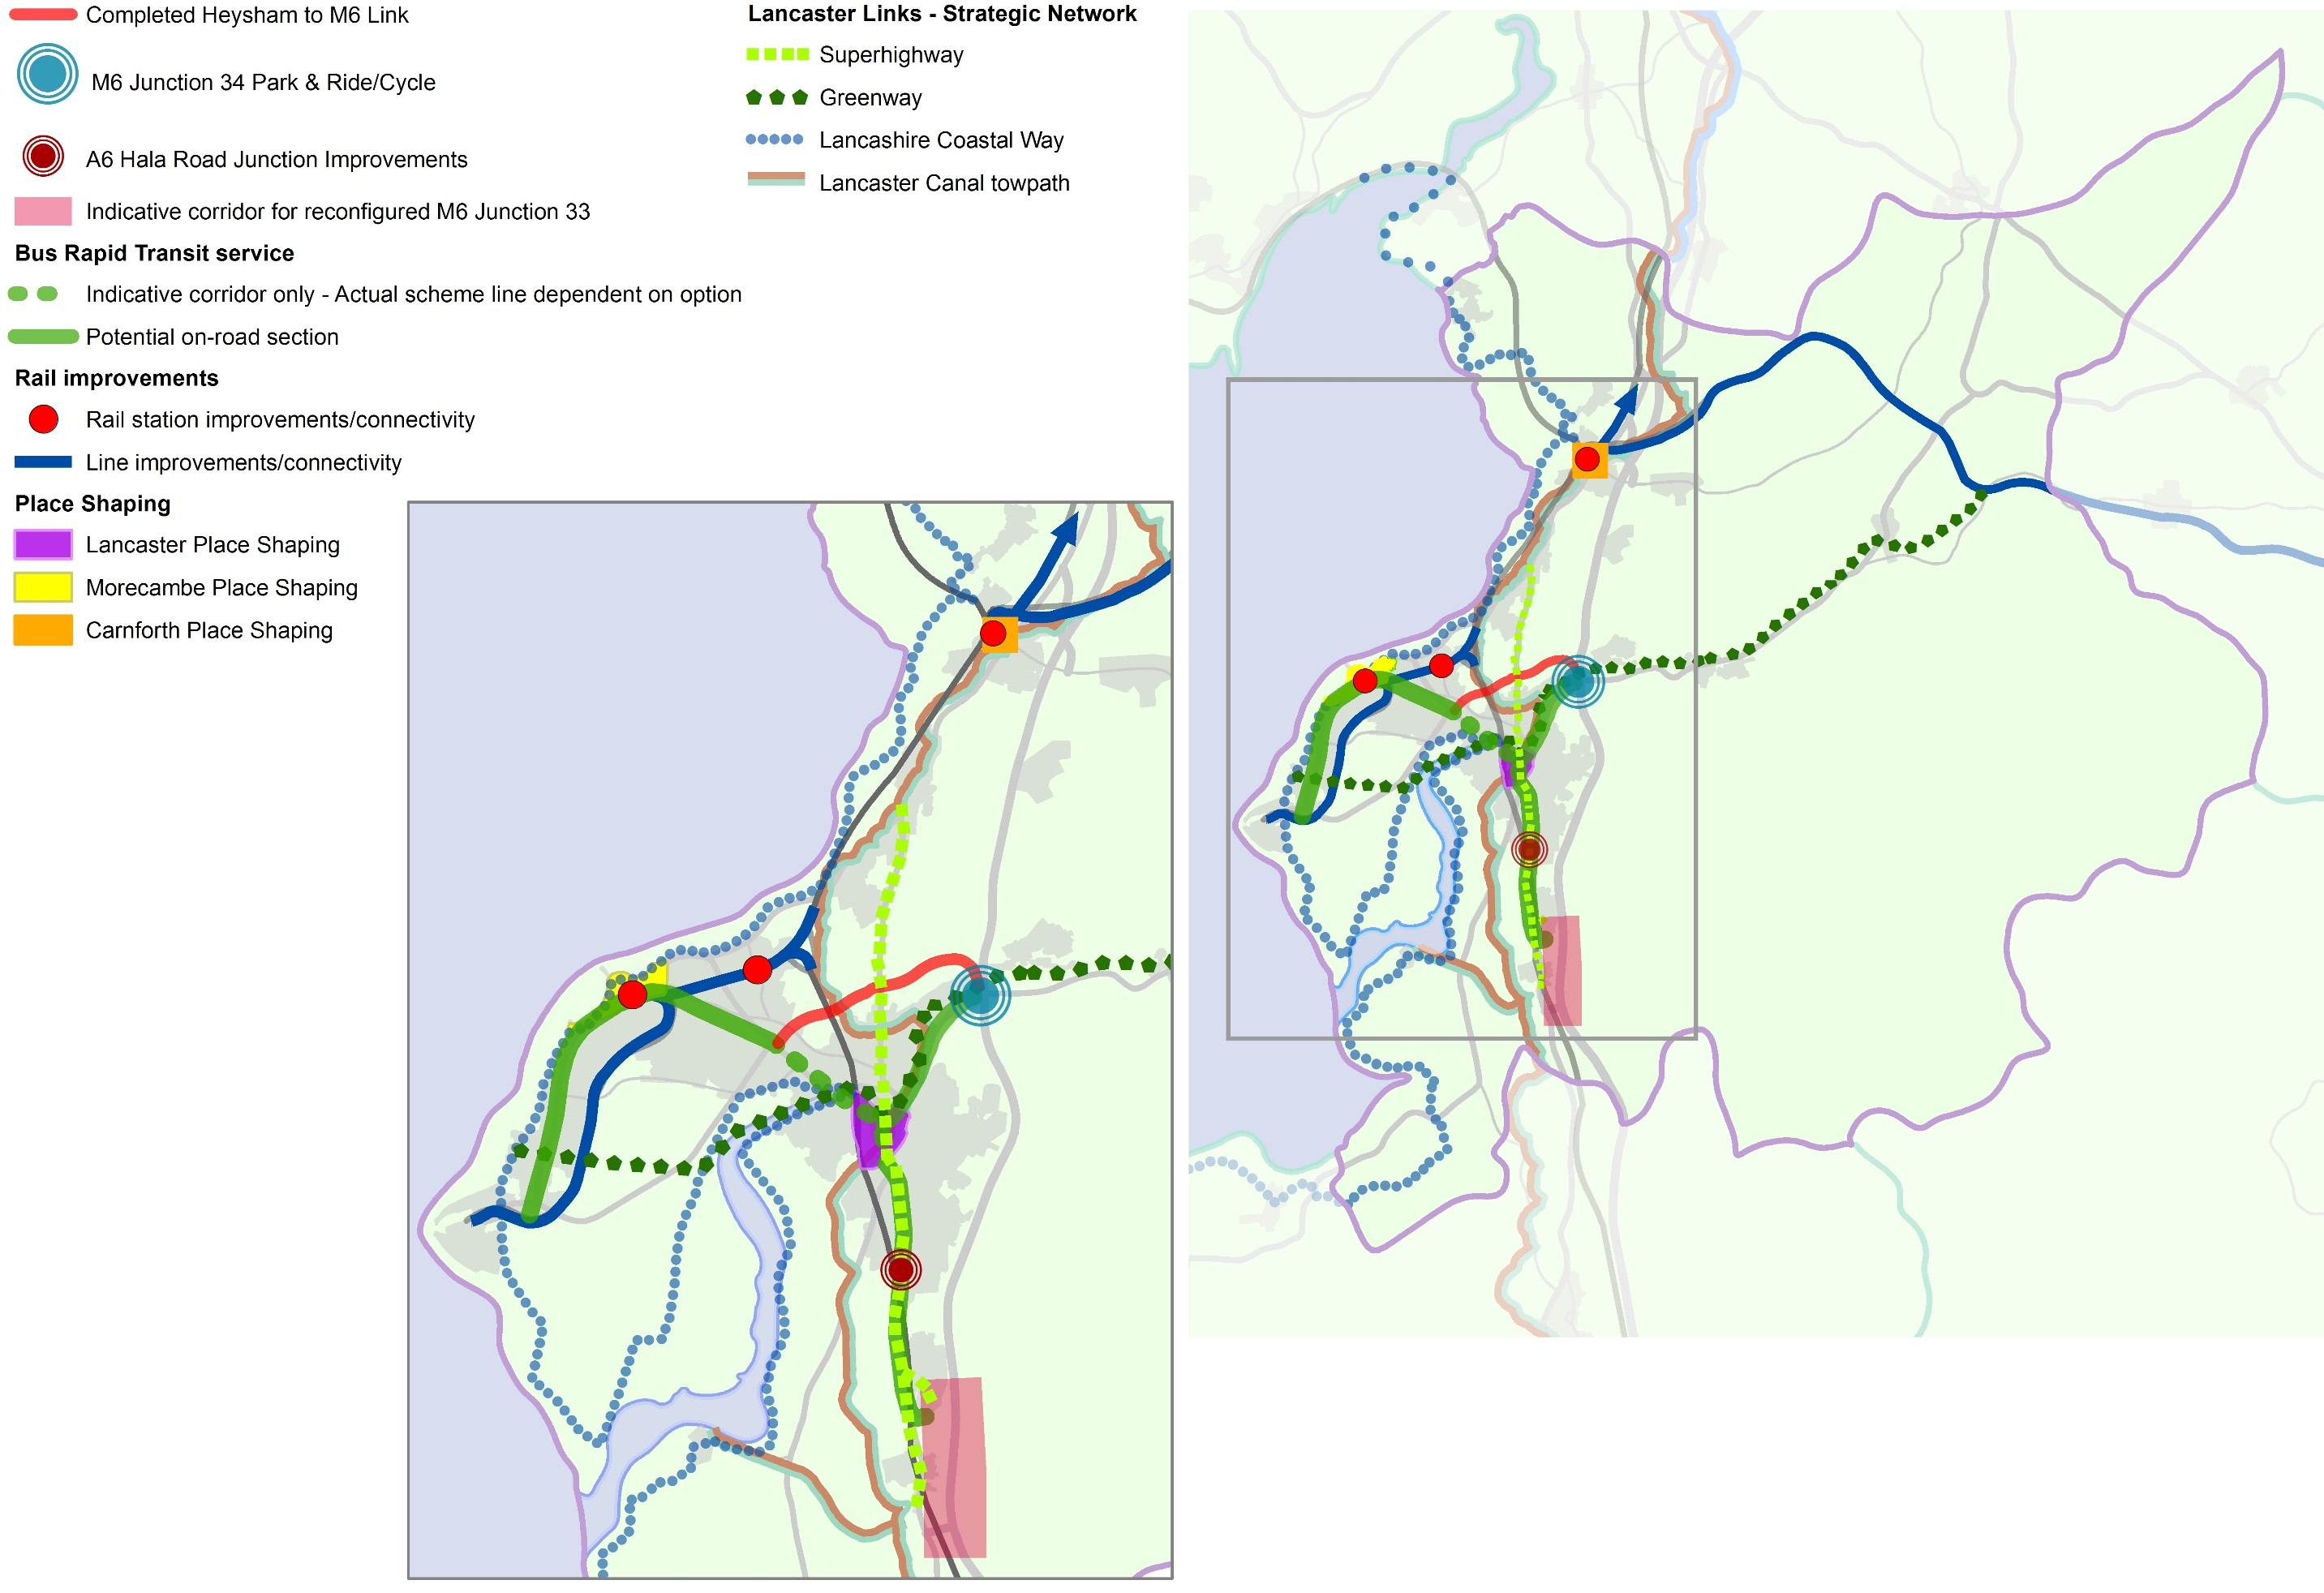 Completed Heysham to M6 Link
M6 Junction 34 Park & Ride/Cycle
A6 Hala Road Junction Improvements
Indicative corridor for reconfigured M6 Junction 33
Bus Rapid Transit service
Indicative corridor only - Actual scheme line dependent on option
Potential on-road section
Rail improvements
Rail station improvements/connectivity
Line improvements/connectivity
Place Shaping
Lancaster Place Shaping
Morecambe Place Shaping
Carnforth Place Shaping
Lancaster Links - Strategic Network
Superhighway
Greenway
Lancashire Coastal Way
Lancaster Canal towpath